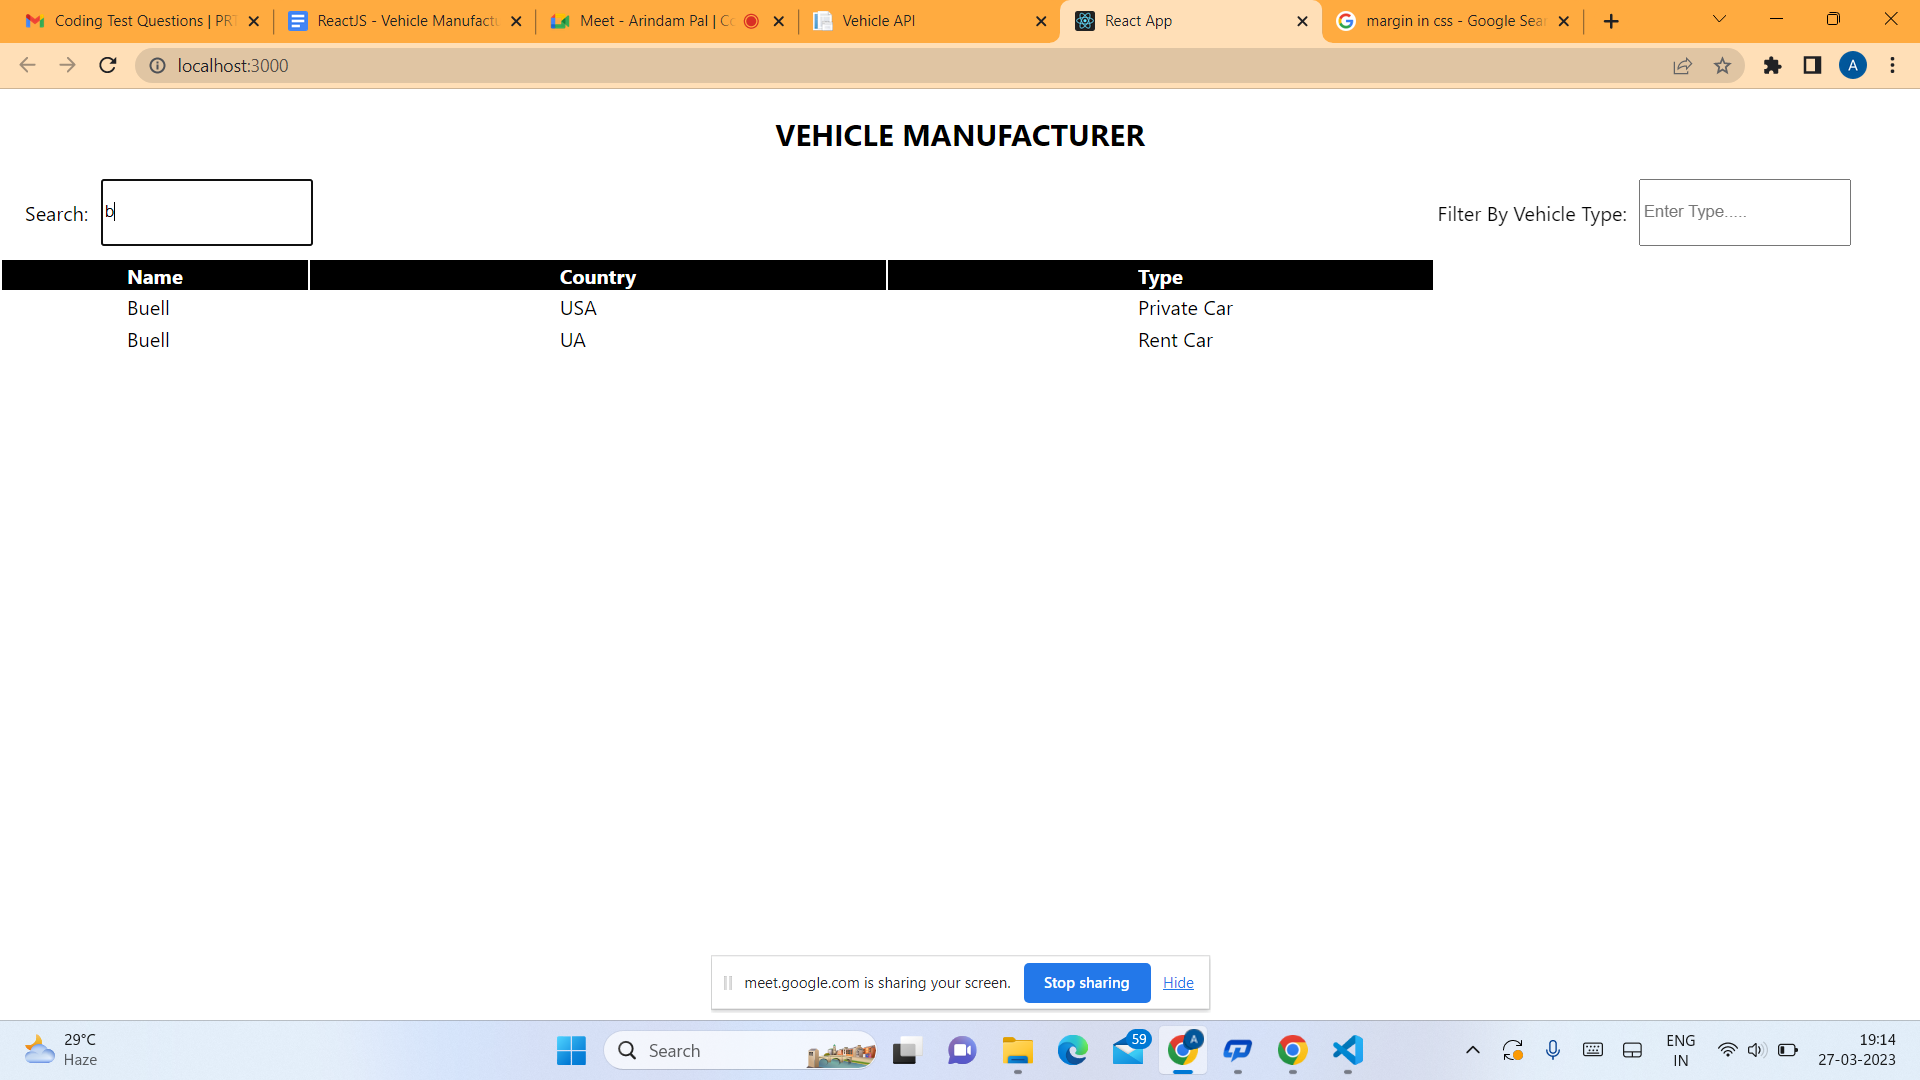 Coding Test Questions | PRT
ReactJS - Vehicle Manufactu
Meet - Arindam Pal | Co
Vehicle API
React App
margin in css - Google Sear
localhost:3000
A
VEHICLE MANUFACTURER
Search: b
Filter By Vehicle Type: Enter Type.....
Name Country Type
Buell USA Private Car
Buell UA Rent Car
meet.google.com is sharing your screen. Stop sharing Hide
29°C
Haze
Search
59
A
ENG
IN
19:14
27-03-2023